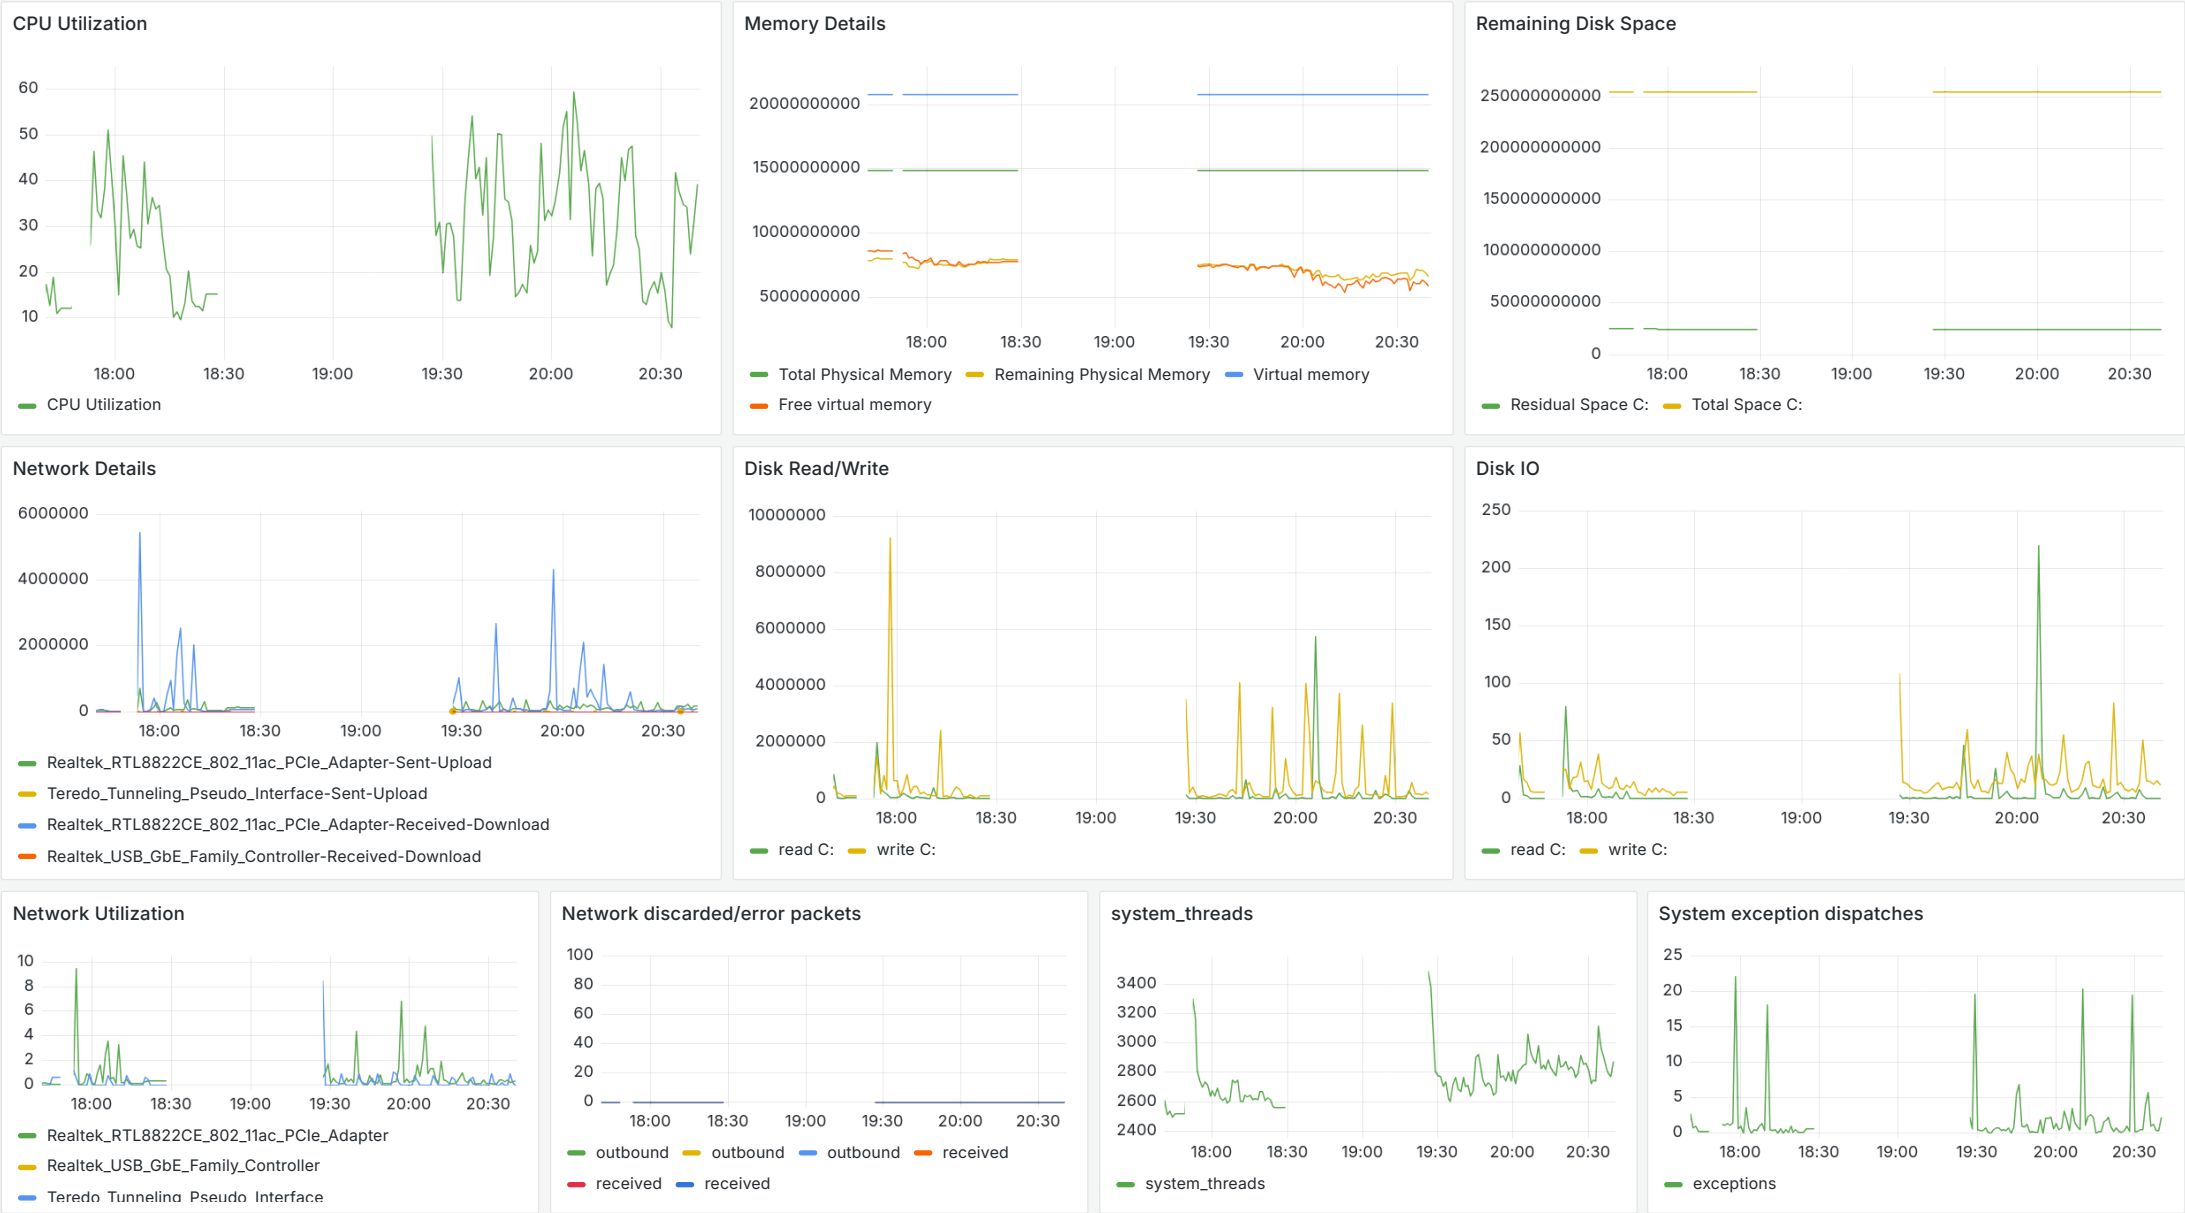 CPU Utilization
60
50
40
30
20
10
18:00 18:30 19:00 19:30 20:00 20:30
CPU Utilization
Memory Details
20000000000
15000000000
10000000000
5000000000
18:00 18:30 19:00 19:30 20:00 20:30
Total Physical Memory Remaining Physical Memory Virtual memory
Free virtual memory
Remaining Disk Space
250000000000
200000000000
150000000000
100000000000
50000000000
0
18:00 18:30 19:00 19:30 20:00 20:30
Residual Space C: Total Space C:
Network Details
6000000
4000000
2000000
0
18:00 18:30 19:00 19:30 20:00 20:30
Realtek_RTL8822CE_802_11ac_PCIe_Adapter-Sent-Upload
Teredo_Tunneling_Pseudo_Interface-Sent-Upload
Realtek_RTL8822CE_802_11ac_PCIe_Adapter-Received-Download
Realtek_USB_GbE_Family_Controller-Received-Download
Disk Read/Write
10000000
8000000
6000000
4000000
2000000
0
18:00 18:30 19:00 19:30 20:00 20:30
read C: write C:
Disk IO
250
200
150
100
50
0
18:00 18:30 19:00 19:30 20:00 20:30
read C: write C:
Network Utilization
10
8
6
4
2
0
18:00 18:30 19:00 19:30 20:00 20:30
Realtek_RTL8822CE_802_11ac_PCIe_Adapter
Realtek_USB_GbE_Family_Controller
Teredo_Tunneling_Pseudo_Interface
Network discarded/error packets
100
80
60
40
20
0
18:00 18:30 19:00 19:30 20:00 20:30
outbound outbound outbound received
received received
system_threads
3400
3200
3000
2800
2600
2400
18:00 18:30 19:00 19:30 20:00 20:30
system_threads
System exception dispatches
25
20
15
10
5
0
18:00 18:30 19:00 19:30 20:00 20:30
exceptions